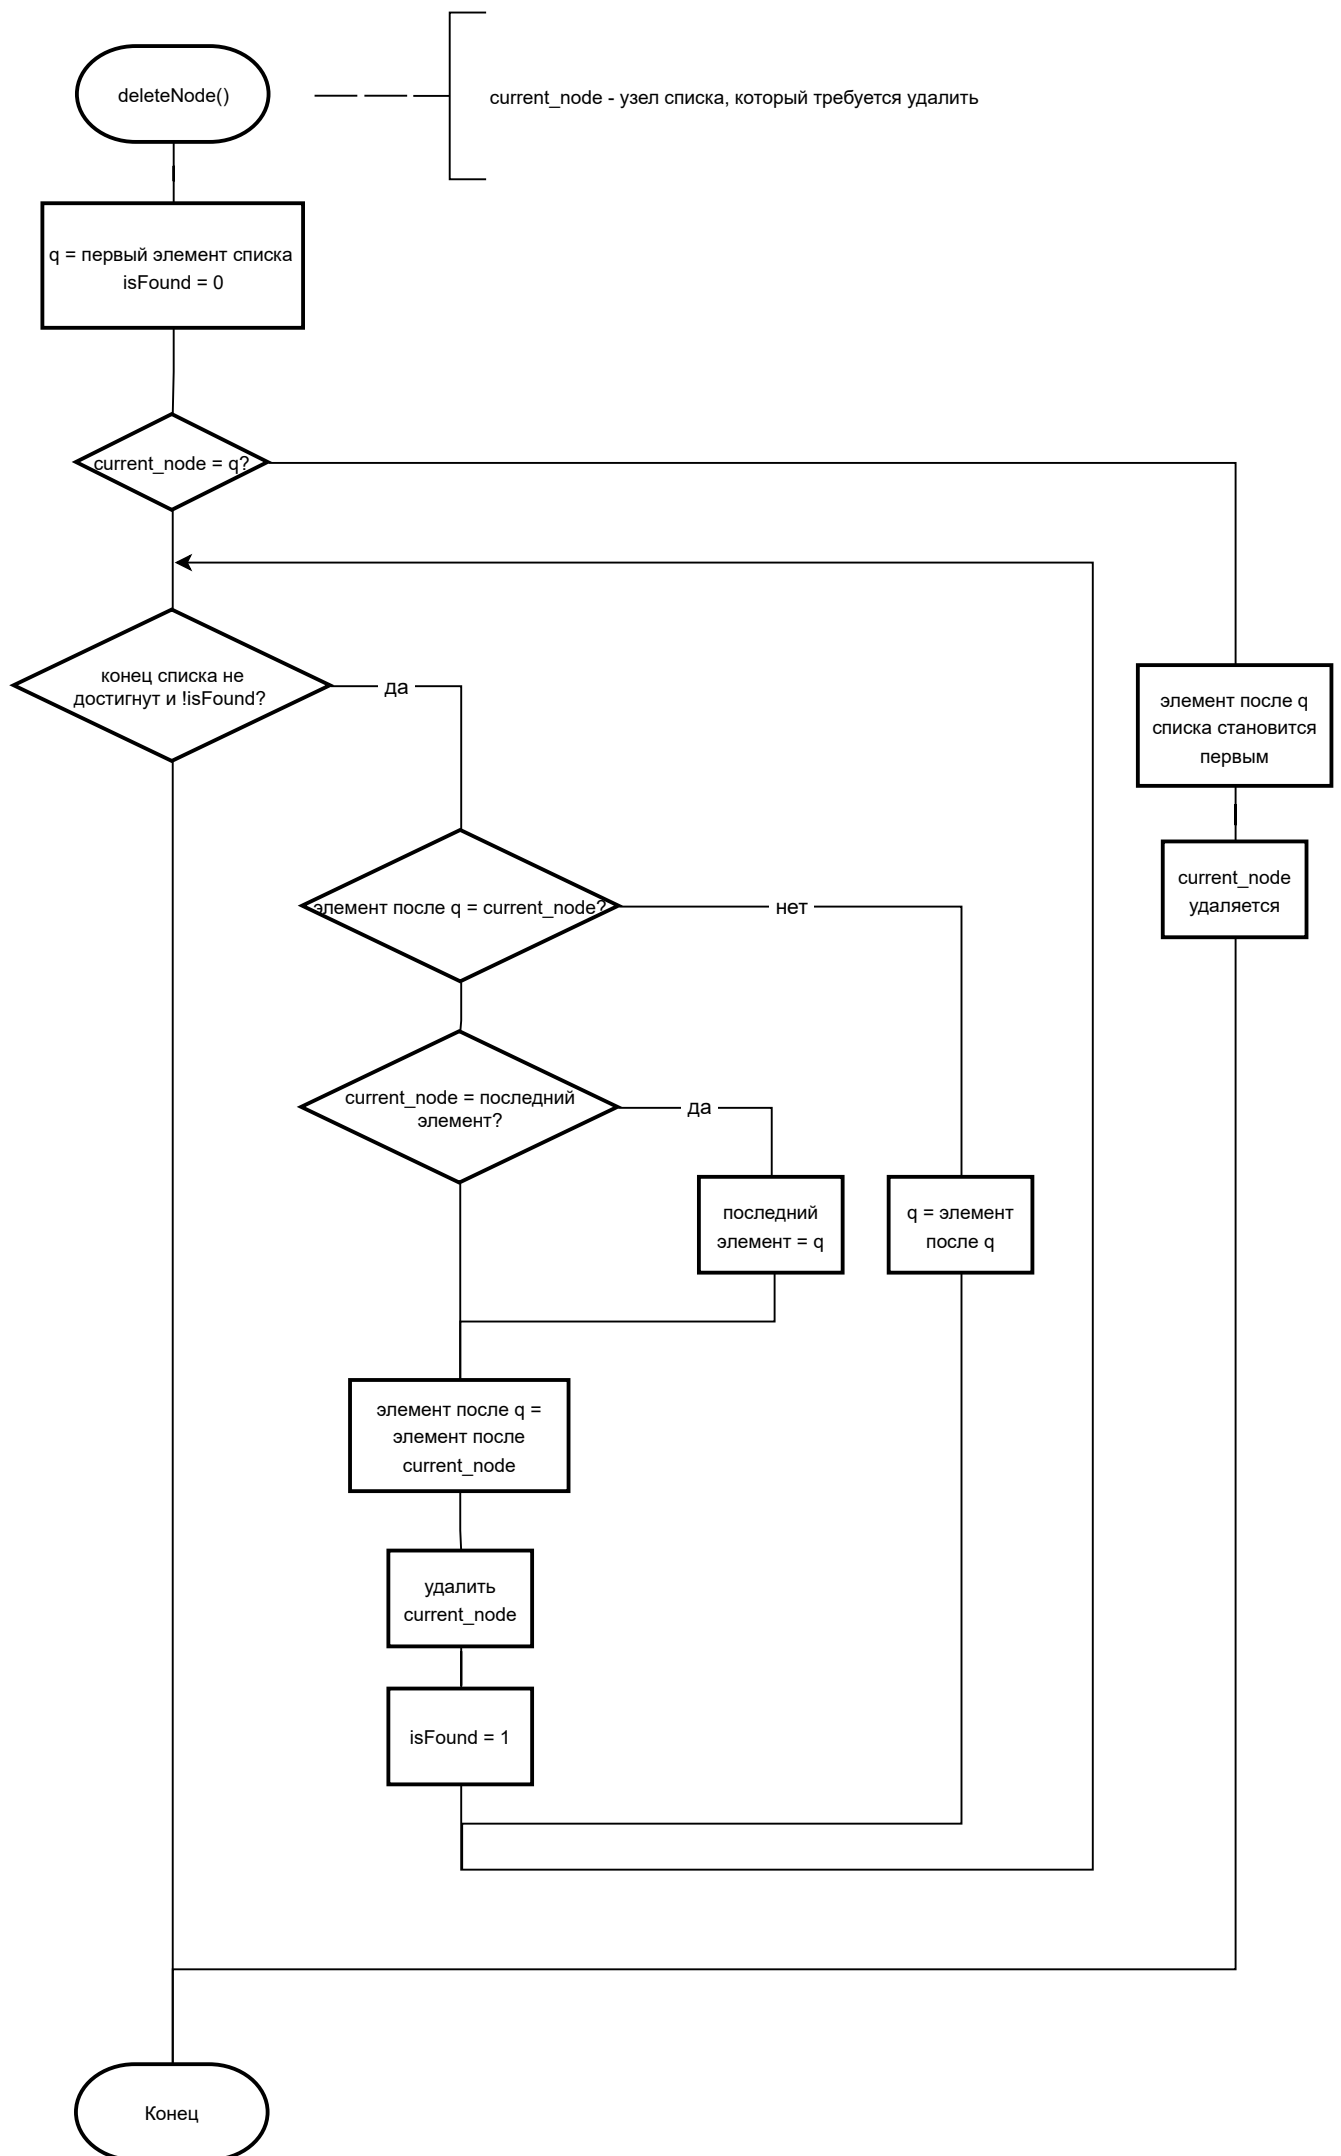 deleteNode()
current_node - узел списка, который требуется удалить
q = первый элемент списка
isFound = 0
current_node = q?
конец списка не
достигнут и !isFound?
да
элемент после q
списка становится
первым
current_node
удаляется
элемент после q = current_node?
нет
current_node = последний
элемент?
да
последний
элемент = q
q = элемент
после q
элемент после q =
элемент после
current_node
удалить
current_node
isFound = 1
Конец